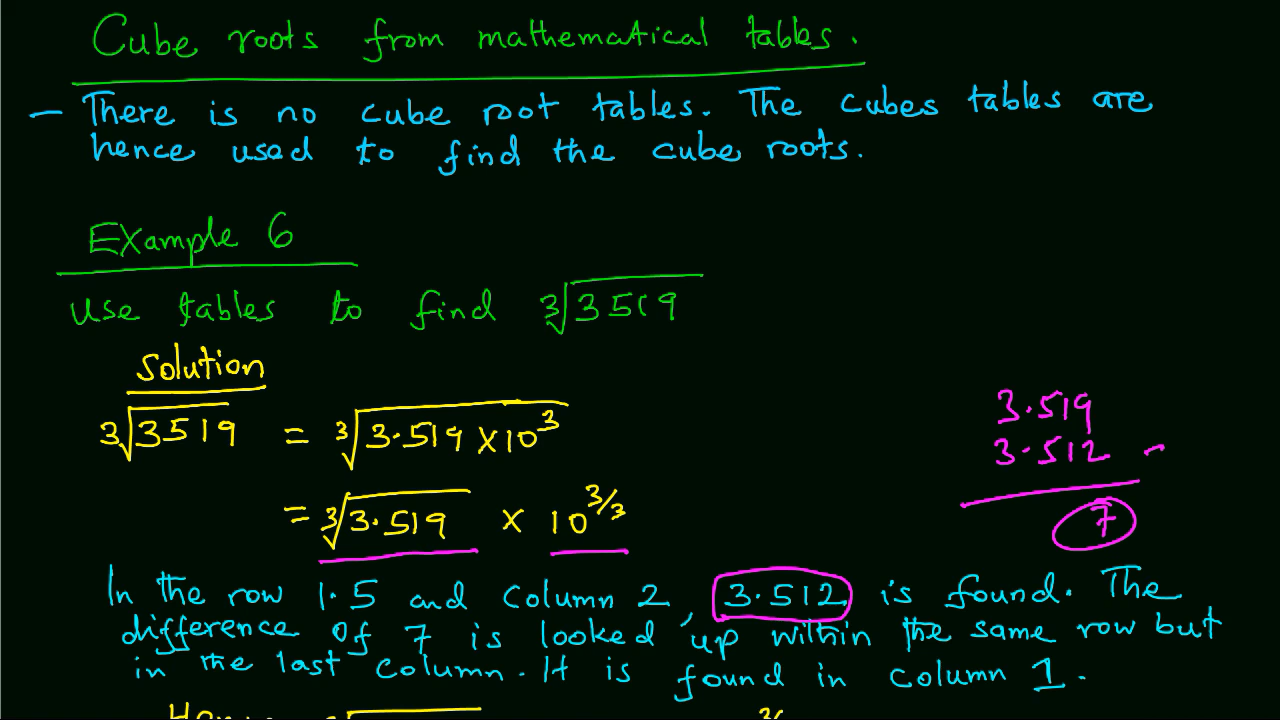 Cube roots from mathematical tables.
- There is no cube root tables. The cubes tables are
hence used to find the cube roots.
Example 6
use tables to find ∛3519
Solution
∛3519 = ∛3.519 × 10³
= ∛3.519 × 10^3/3
3.519
3.512 -
7
In the row 1.5 and column 2, 3.512 is found. The
difference of 7 is looked up within the same row but
in the last column. It is found in column 1.